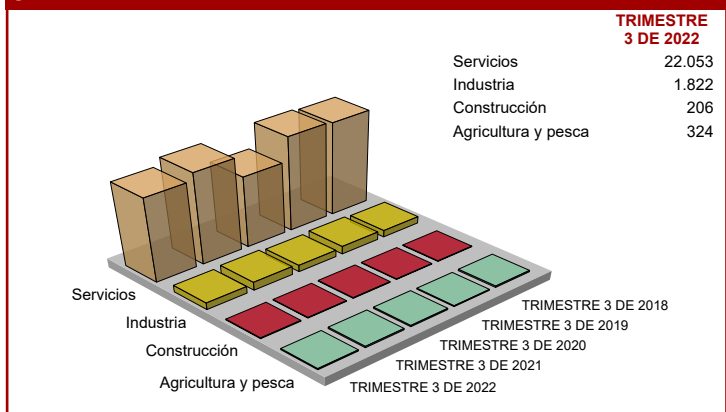 TRIMESTRE
3 DE 2022
Servicios 22.053
Industria 1.822
Construcción 206
Agricultura y pesca 324
Servicios
Industria
Construcción
Agricultura y pesca
TRIMESTRE 3 DE 2018
TRIMESTRE 3 DE 2019
TRIMESTRE 3 DE 2020
TRIMESTRE 3 DE 2021
TRIMESTRE 3 DE 2022